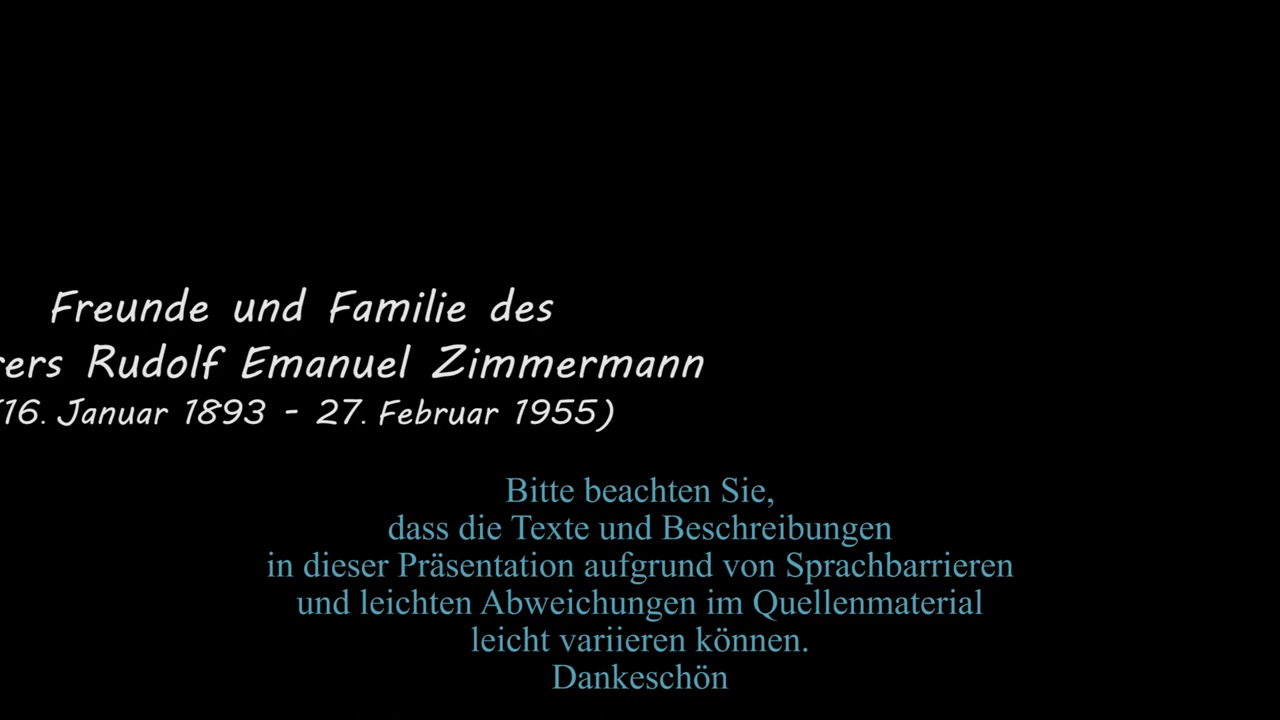 Freunde und Familie des
Rudolf Emanuel Zimmermann
(16. Januar 1893 - 27. Februar 1955)
Bitte beachten Sie,
dass die Texte und Beschreibungen
in dieser Präsentation aufgrund von Sprachbarrieren
und leichten Abweichungen im Quellenmaterial
leicht variieren können.
Dankeschön